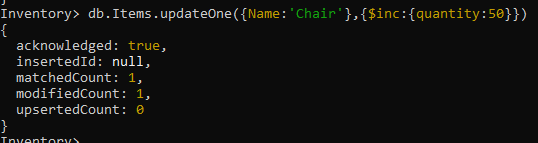 Inventory> db.Items.updateOne({Name:'Chair'},{$inc:{quantity:50}})
{
  acknowledged: true,
  insertedId: null,
  matchedCount: 1,
  modifiedCount: 1,
  upsertedCount: 0
}
Inventory>